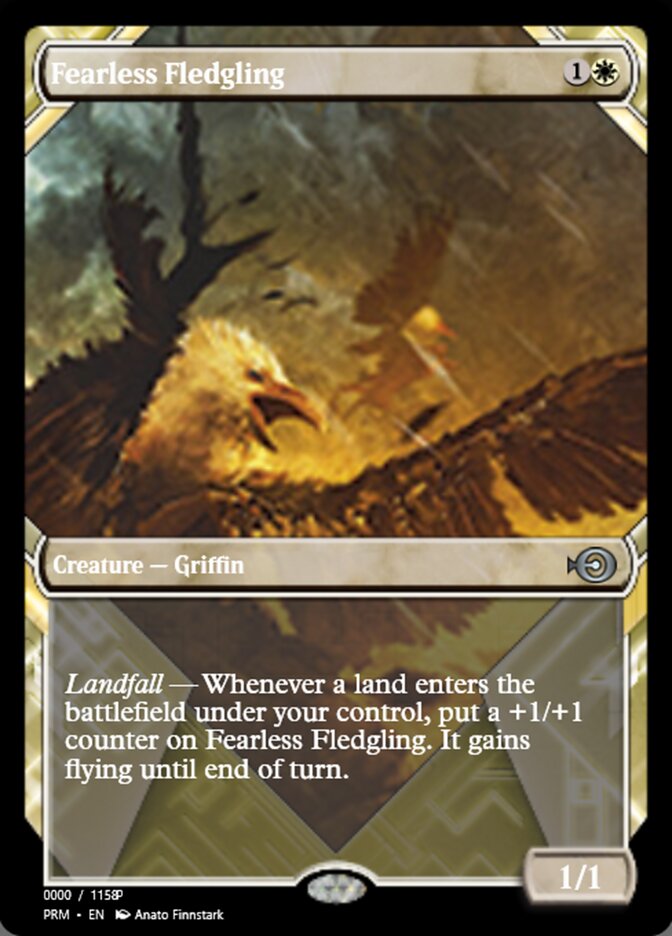 Fearless Fledgling 1
Creature — Griffin
Landfall — Whenever a land enters the
battlefield under your control, put a +1/+1
counter on Fearless Fledgling. It gains
flying until end of turn.
1/1
0000 / 1158P
PRM • EN Anato Finnstark